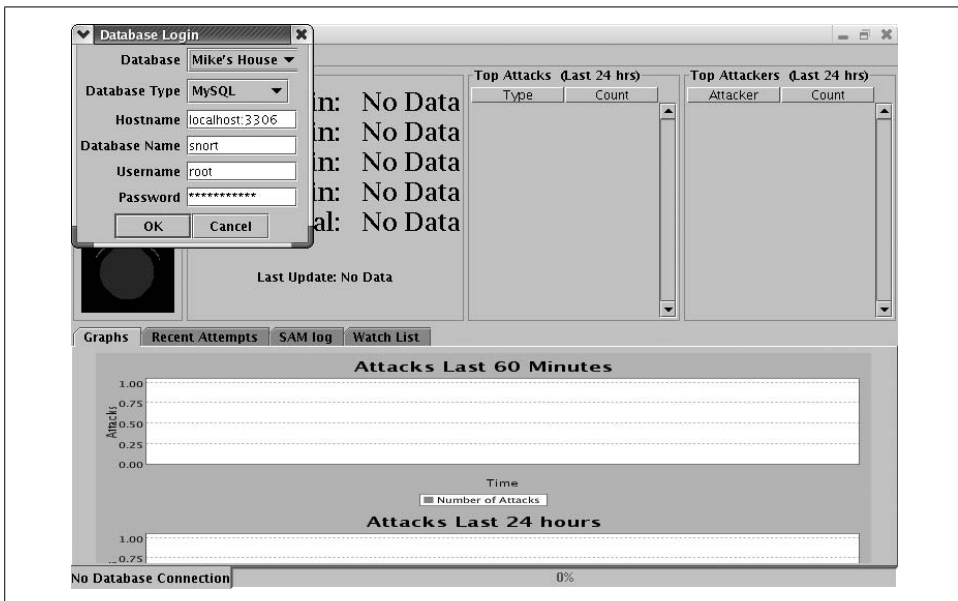 Database Login
Database Mike's House
Database Type MySQL
Hostname localhost:3306
Database Name snort
Username root
Password ***********
OK Cancel
in: No Data
in: No Data
in: No Data
in: No Data
al: No Data
Last Update: No Data
Top Attacks (Last 24 hrs)
Type Count
Top Attackers (Last 24 hrs)
Attacker Count
Graphs Recent Attempts SAM log Watch List
Attacks Last 60 Minutes
1.00
0.75
0.50
0.25
0.00
Attacks
Time
Number of Attacks
Attacks Last 24 hours
1.00
0.75
No Database Connection 0%